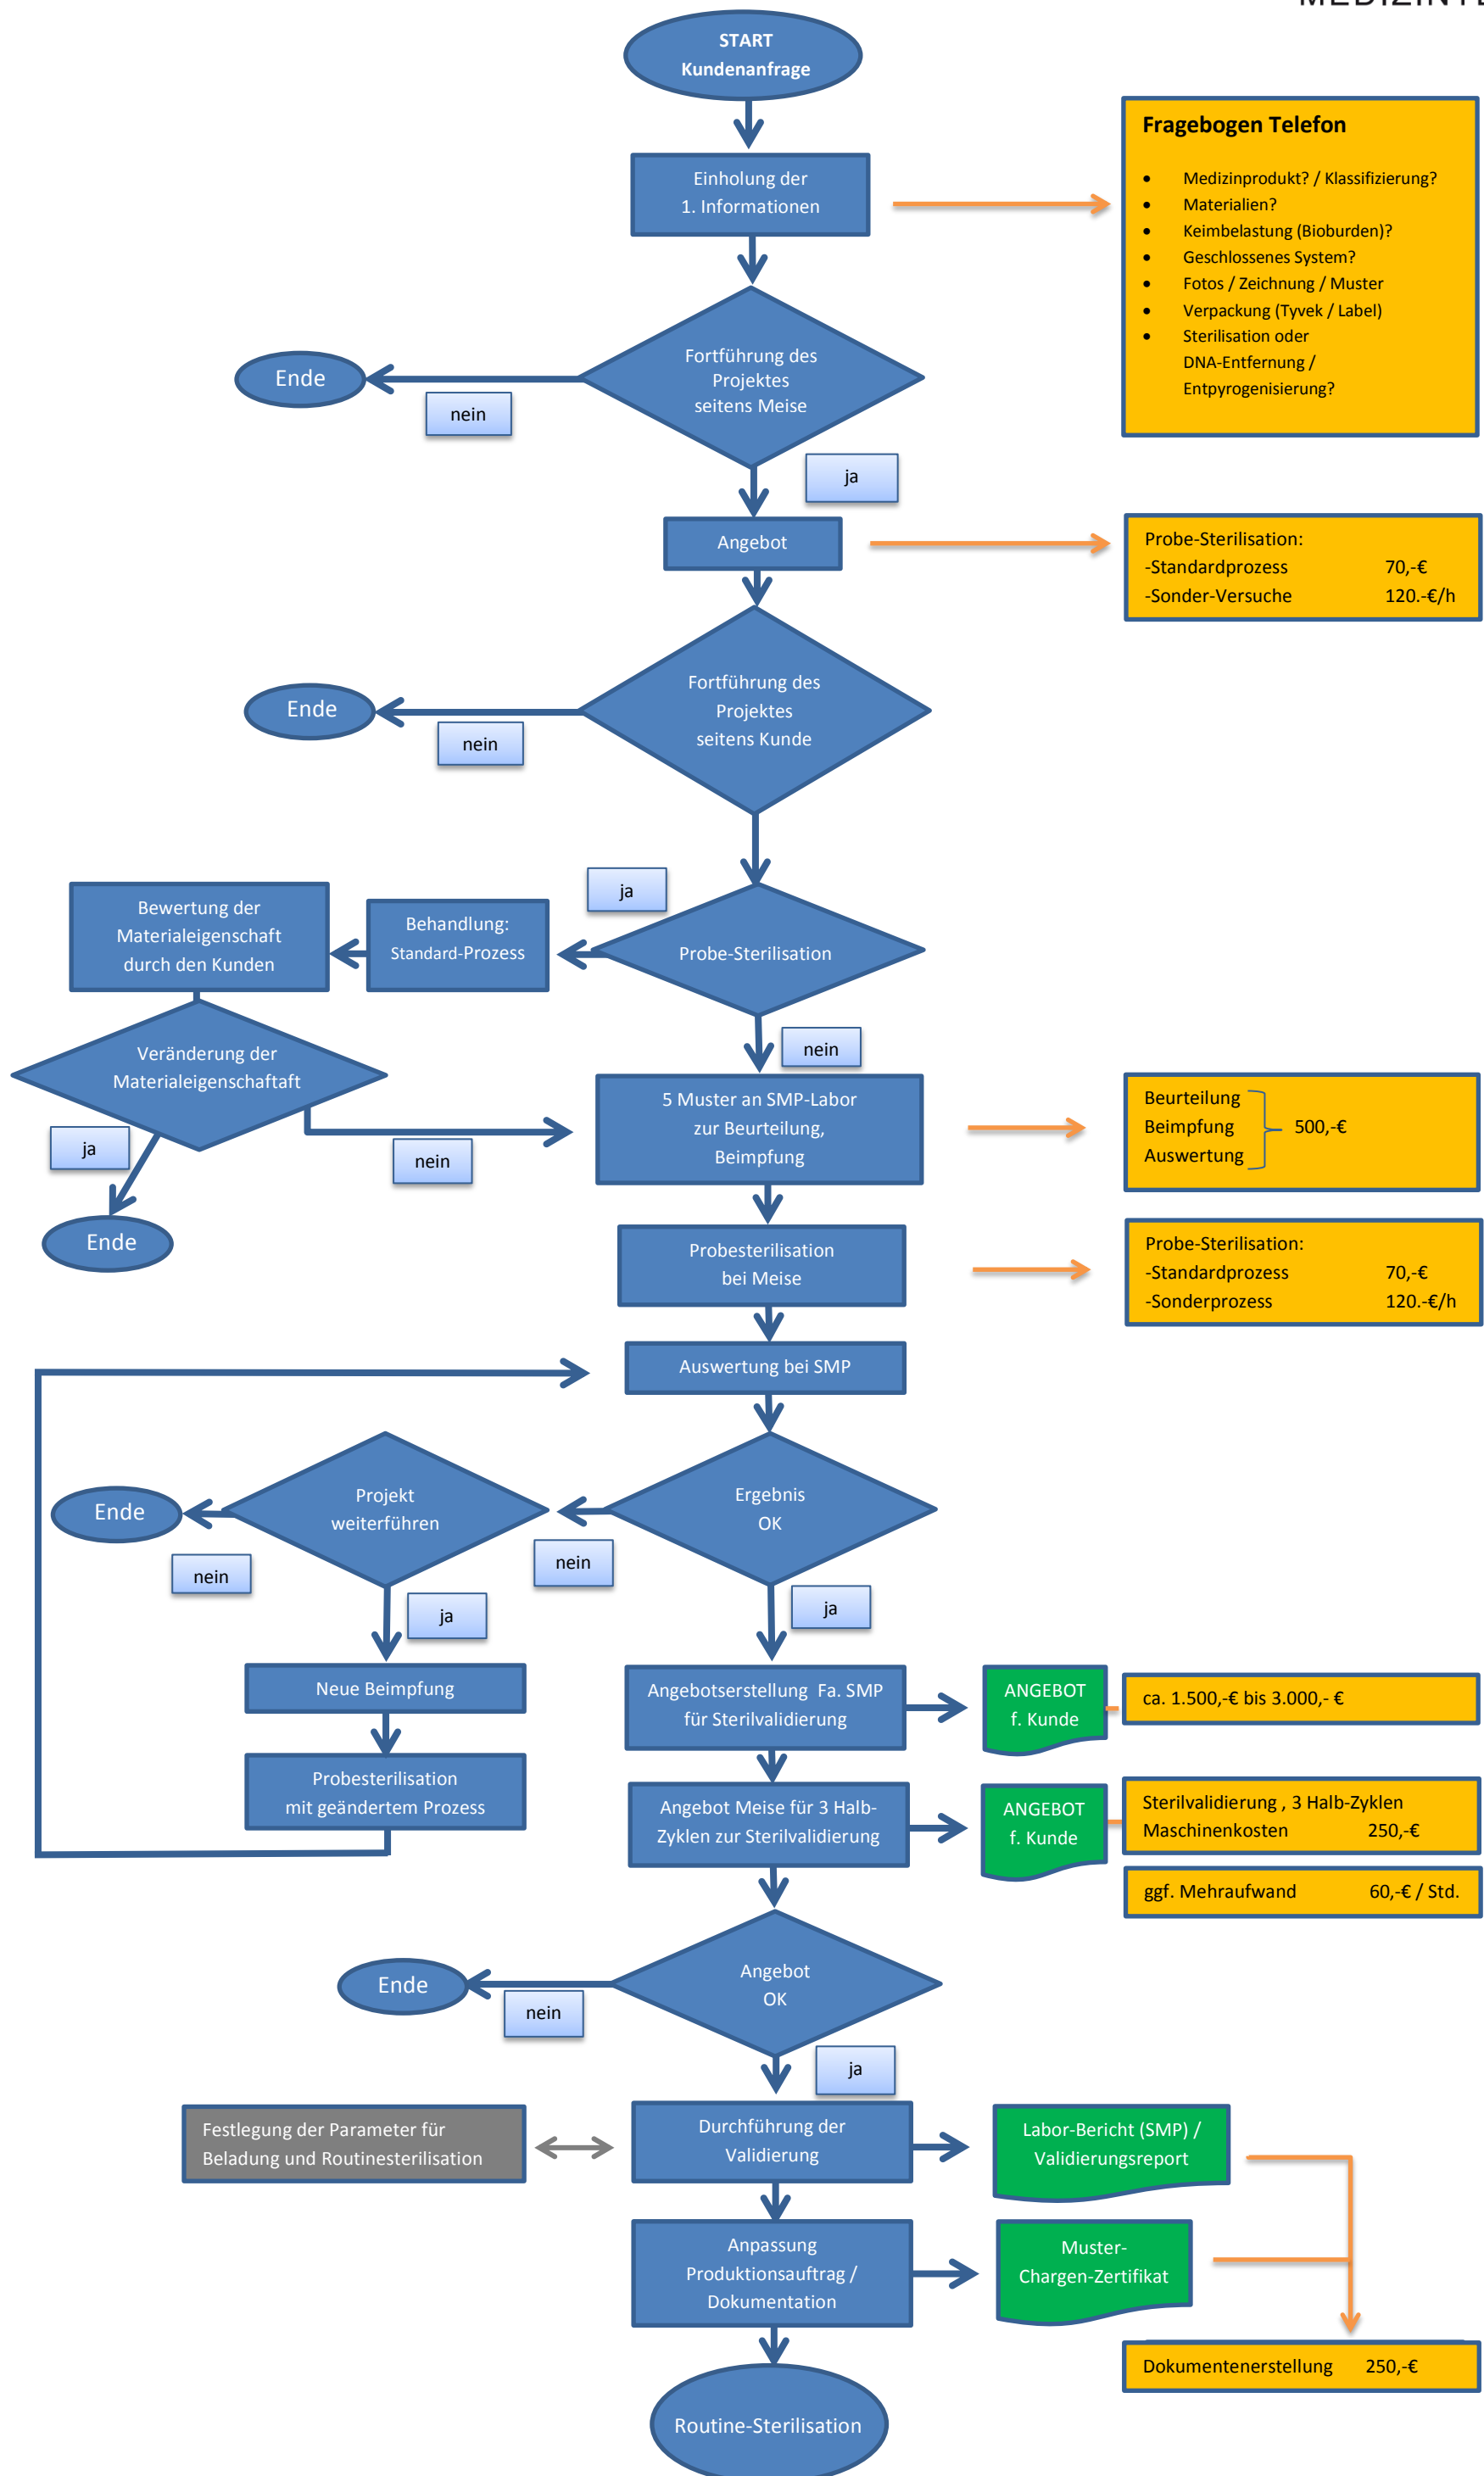 START
Kundenanfrage
Einholung der
1. Informationen
Fragebogen Telefon
• Medizinprodukt? / Klassifizierung?
• Materialien?
• Keimbelastung (Bioburden)?
• Geschlossenes System?
• Fotos / Zeichnung / Muster
• Verpackung (Tyvek / Label)
• Sterilisation oder
DNA-Entfernung /
Entpyrogenisierung?
Fortführung des
Projektes
seitens Meise
Ende
nein
ja
Angebot
Probe-Sterilisation:
-Standardprozess 70,-€
-Sonder-Versuche 120.-€/h
Fortführung des
Projektes
seitens Kunde
Ende
nein
ja
Probe-Sterilisation
Behandlung:
Standard-Prozess
Bewertung der
Materialeigenschaft
durch den Kunden
Veränderung der
Materialeigenschaftaft
ja
nein
Ende
nein
5 Muster an SMP-Labor
zur Beurteilung,
Beimpfung
Beurteilung
Beimpfung 500,-€
Auswertung
Probesterilisation
bei Meise
Probe-Sterilisation:
-Standardprozess 70,-€
-Sonderprozess 120.-€/h
Auswertung bei SMP
Ergebnis
OK
nein
Projekt
weiterführen
Ende
nein
ja
ja
Neue Beimpfung
Probesterilisation
mit geändertem Prozess
Angebotserstellung Fa. SMP
für Sterilvalidierung
ANGEBOT
f. Kunde
ca. 1.500,-€ bis 3.000,- €
Angebot Meise für 3 Halb-
Zyklen zur Sterilvalidierung
ANGEBOT
f. Kunde
Sterilvalidierung , 3 Halb-Zyklen
Maschinenkosten 250,-€
ggf. Mehraufwand 60,-€ / Std.
Angebot
OK
Ende
nein
ja
Festlegung der Parameter für
Beladung und Routinesterilisation
Durchführung der
Validierung
Labor-Bericht (SMP) /
Validierungsreport
Anpassung
Produktionsauftrag /
Dokumentation
Muster-
Chargen-Zertifikat
Dokumentenerstellung 250,-€
Routine-Sterilisation